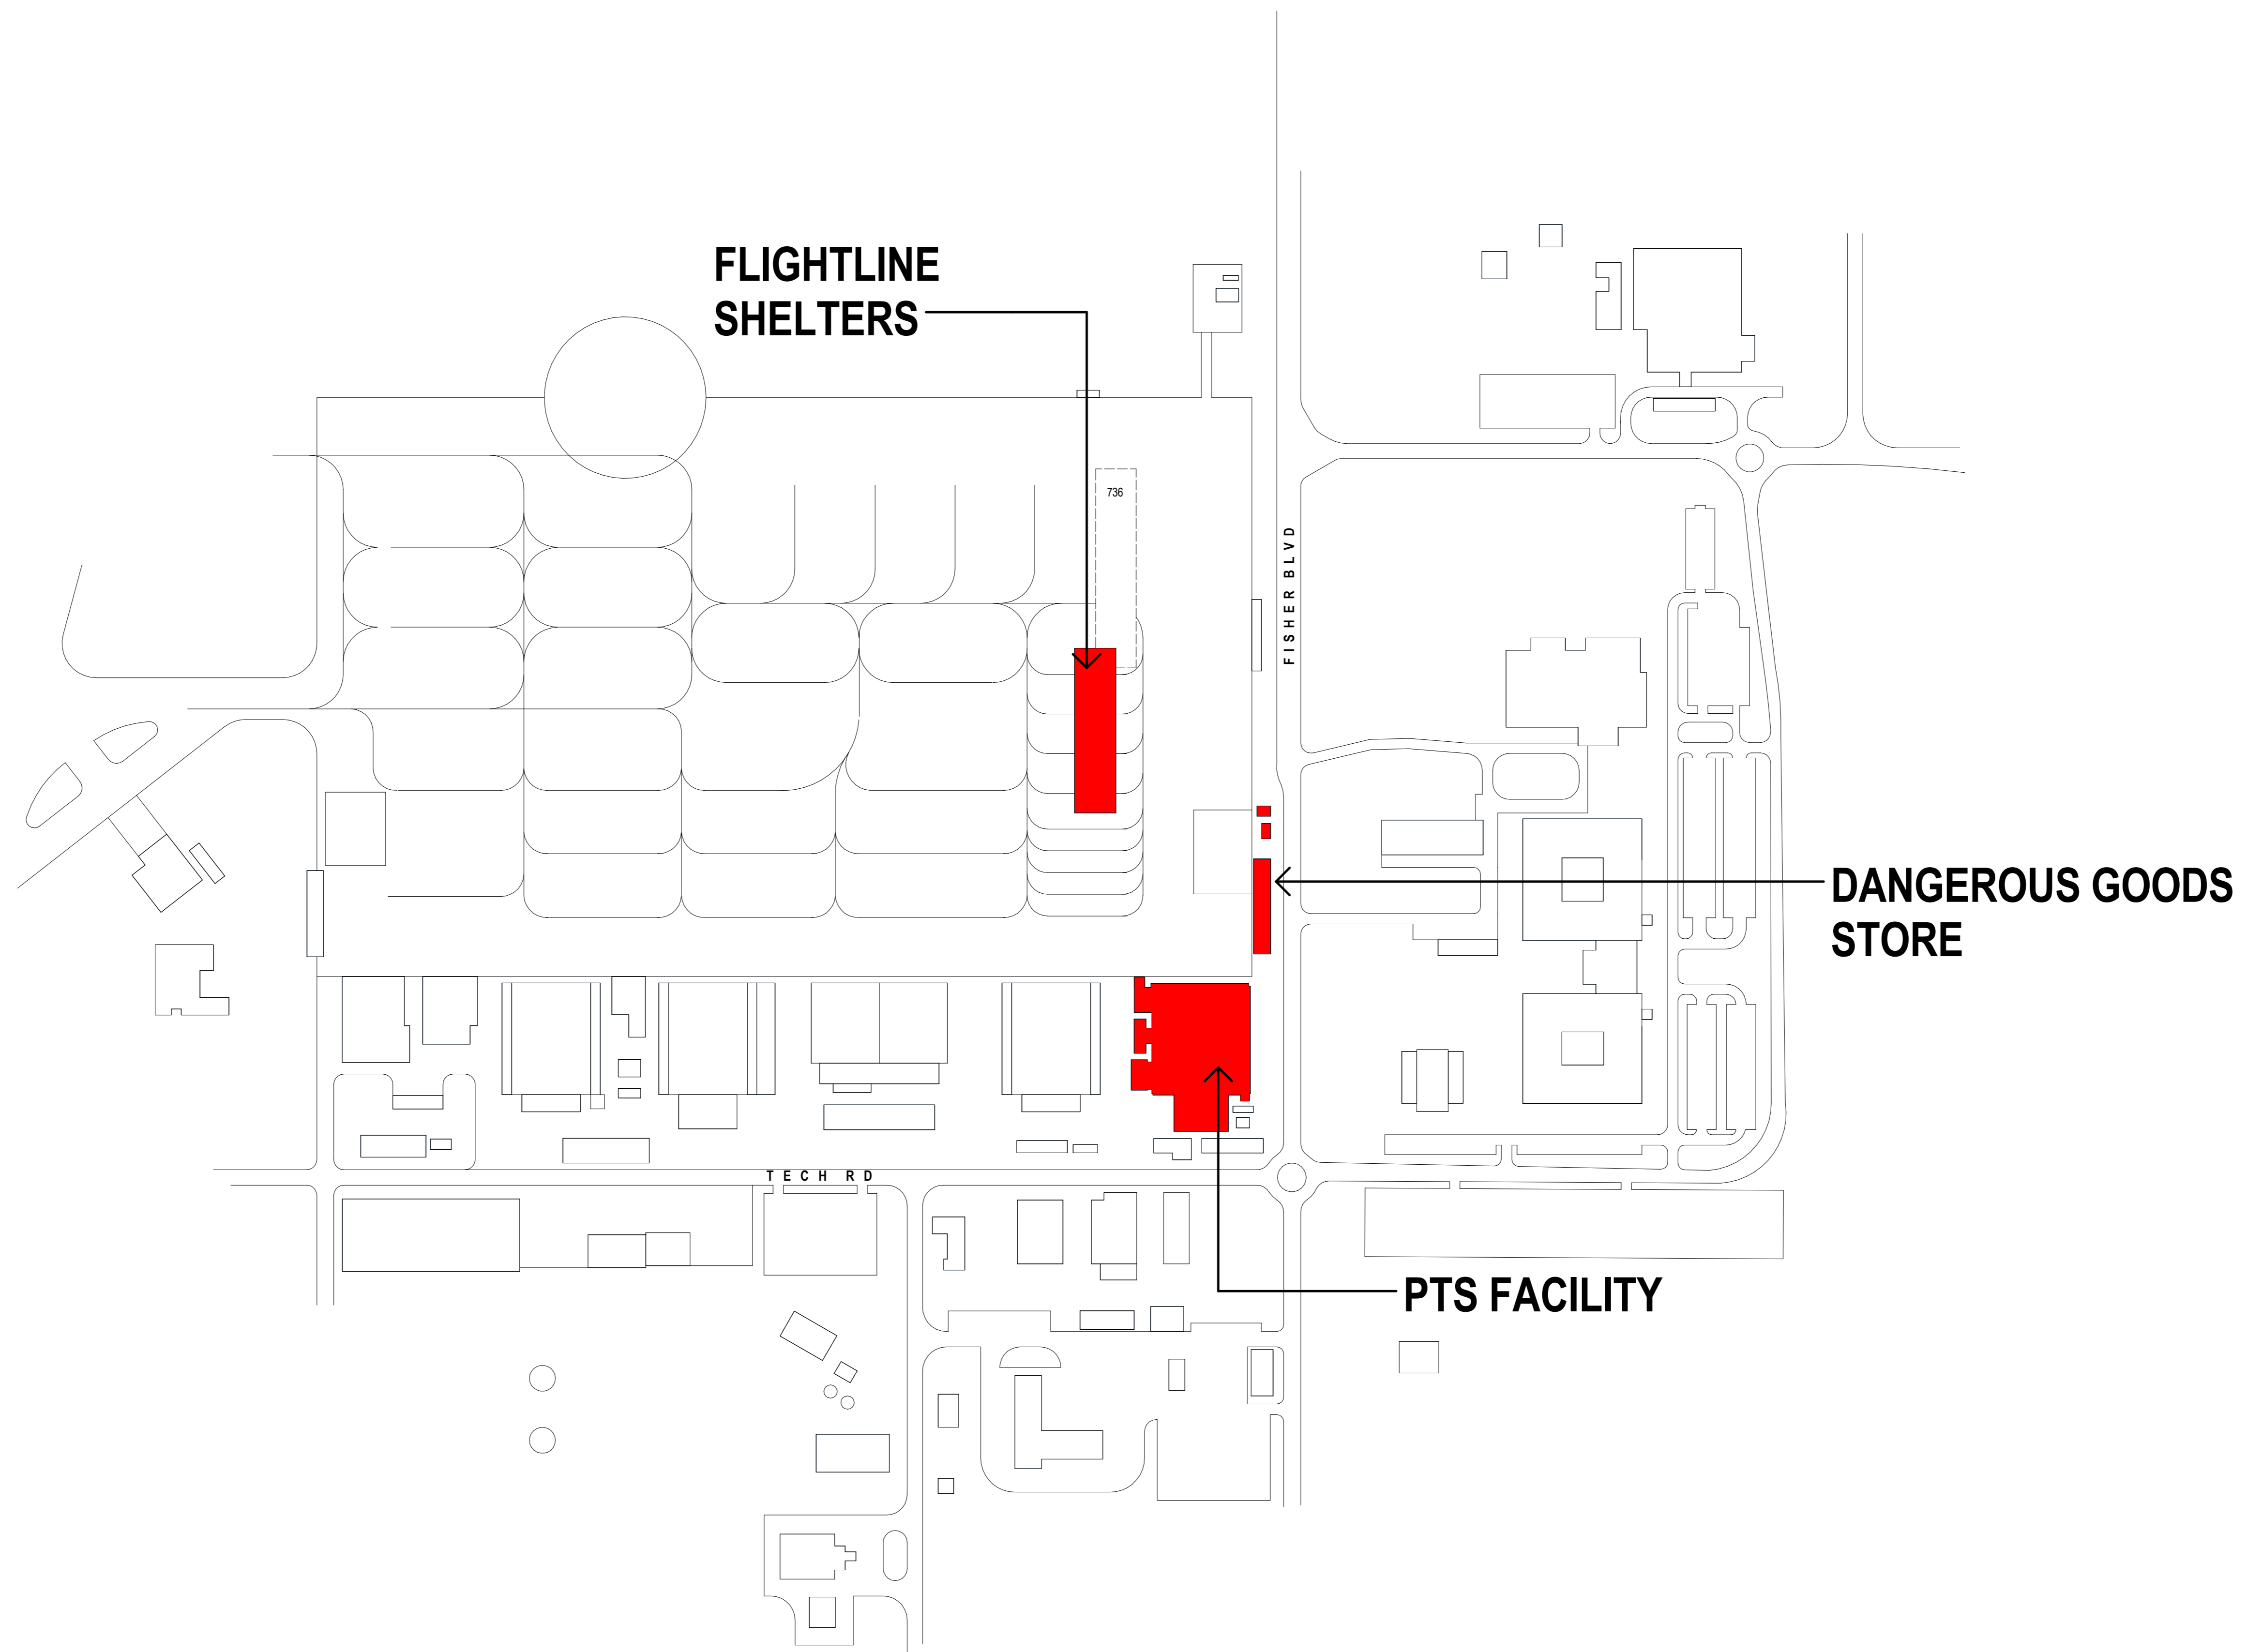 FLIGHTLINE
SHELTERS
736
FISHER BLVD
DANGEROUS GOODS
STORE
TECH RD
PTS FACILITY